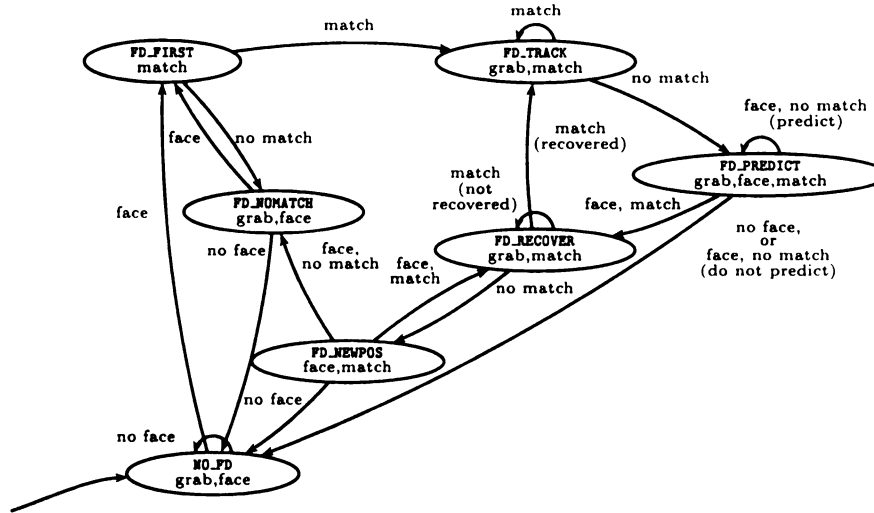 match
match
FD_FIRST
match
FD_TRACK
grab,match
no match
face, no match
(predict)
face
no match
match
(recovered)
match
(not
recovered)
FD_PREDICT
grab,face,match
FD_NOMATCH
grab,face
face, match
face
no face
face,
no match
FD_RECOVER
grab,match
no face,
or
face, no match
(do not predict)
face,
match
no match
FD_NEWPOS
face,match
no face
no face
NO_FD
grab,face